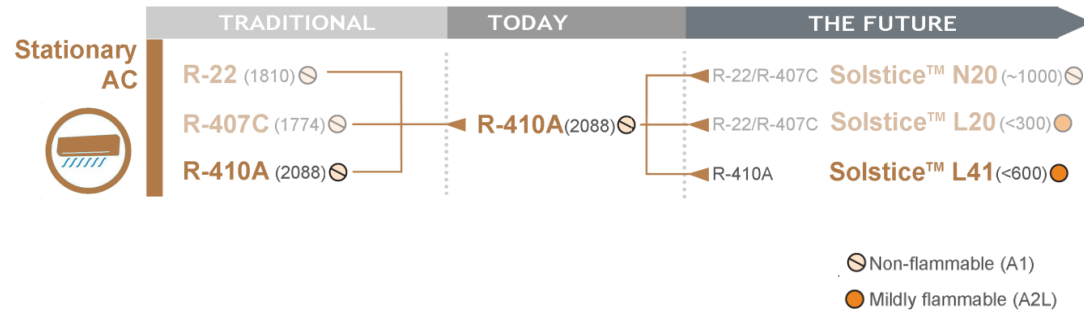 TRADITIONAL TODAY THE FUTURE
Stationary
AC
R-22 (1810)
R-407C (1774)
R-410A (2088)
R-410A(2088)
R-22/R-407C Solstice™ N20 (~1000)
R-22/R-407C Solstice™ L20 (<300)
R-410A Solstice™ L41(<600)
Non-flammable (A1)
Mildly flammable (A2L)